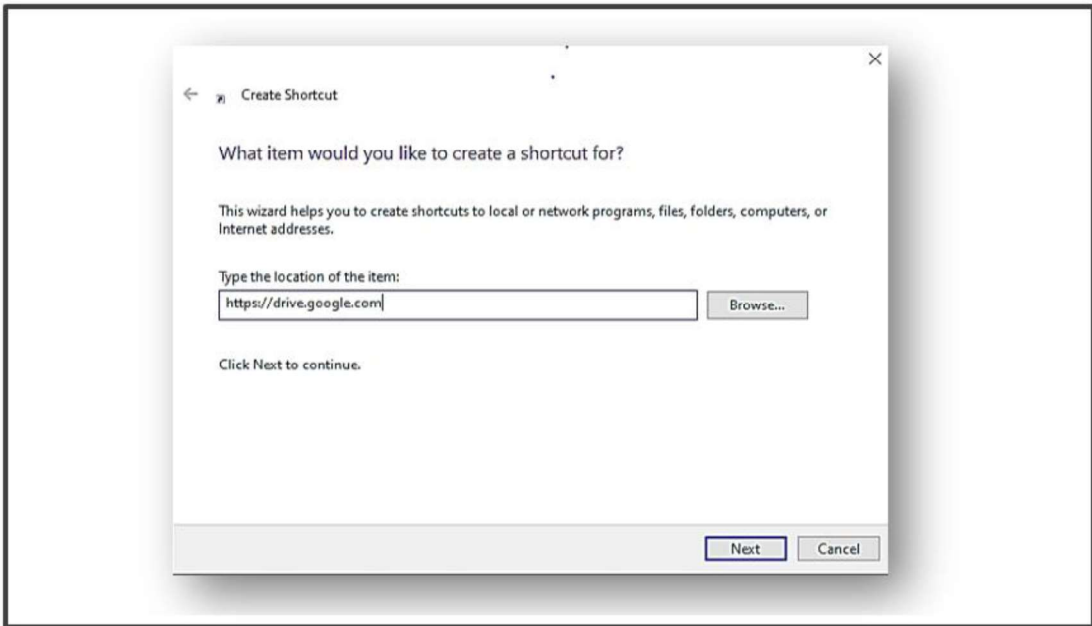 Create Shortcut
What item would you like to create a shortcut for?
This wizard helps you to create shortcuts to local or network programs, files, folders, computers, or
Internet addresses.
Type the location of the item:
https://drive.google.com
Browse...
Click Next to continue.
Next
Cancel